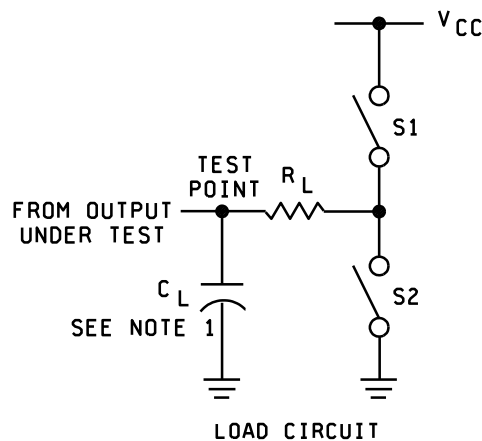 VCC
S1
TEST
POINT
RL
FROM OUTPUT
UNDER TEST
CL
SEE NOTE 1
S2
LOAD CIRCUIT